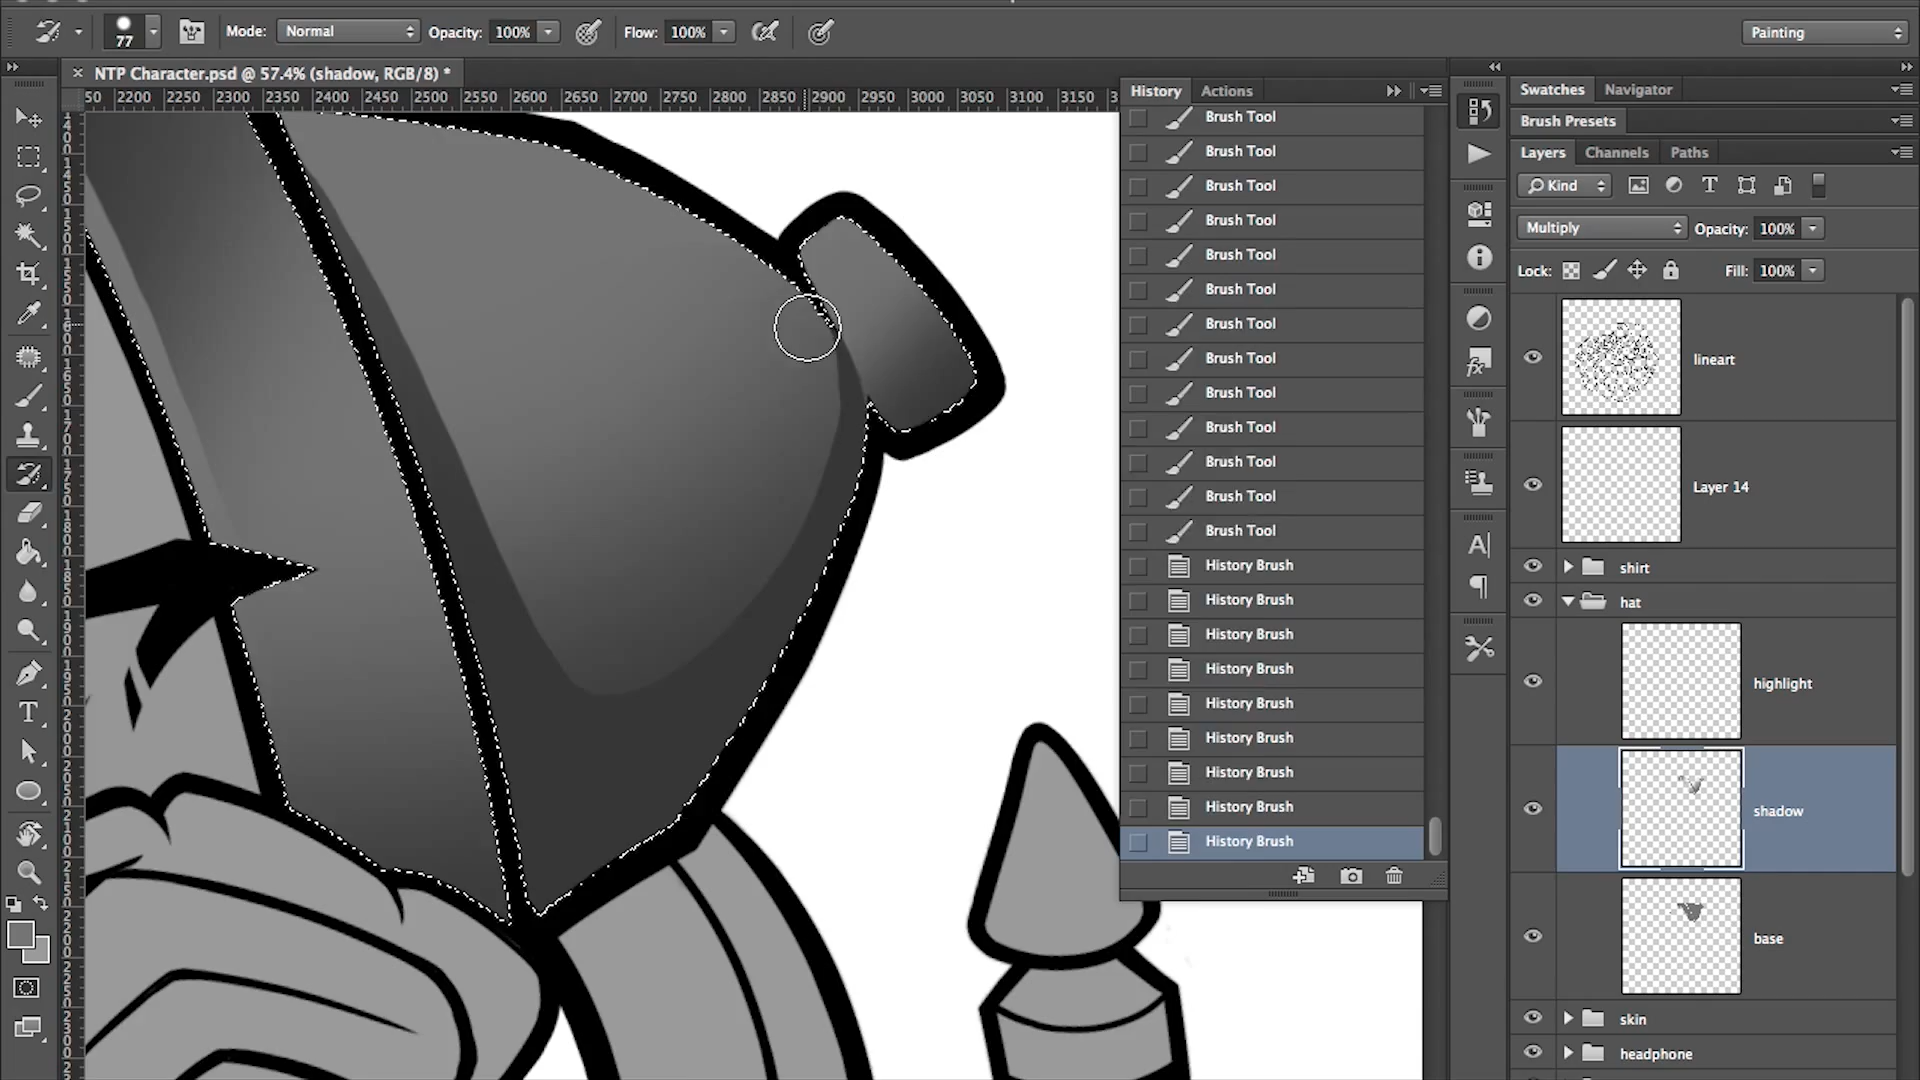 77
Mode: Normal
Opacity: 100%
Flow: 100%
Painting
NTP Character.psd @ 57.4% (shadow, RGB/8) *
50 2200 2250 2300 2350 2400 2450 2500 2550 2600 2650 2700 2750 2800 2850 2900 2950 3000 3050 3100 3150 3
History
Actions
Brush Tool
Brush Tool
Brush Tool
Brush Tool
Brush Tool
Brush Tool
Brush Tool
Brush Tool
Brush Tool
Brush Tool
Brush Tool
Brush Tool
Brush Tool
History Brush
History Brush
History Brush
History Brush
History Brush
History Brush
History Brush
History Brush
History Brush
Swatches
Navigator
Brush Presets
Layers
Channels
Paths
Kind
Multiply
Opacity: 100%
Lock:
Fill: 100%
lineart
Layer 14
shirt
hat
highlight
shadow
base
skin
headphone